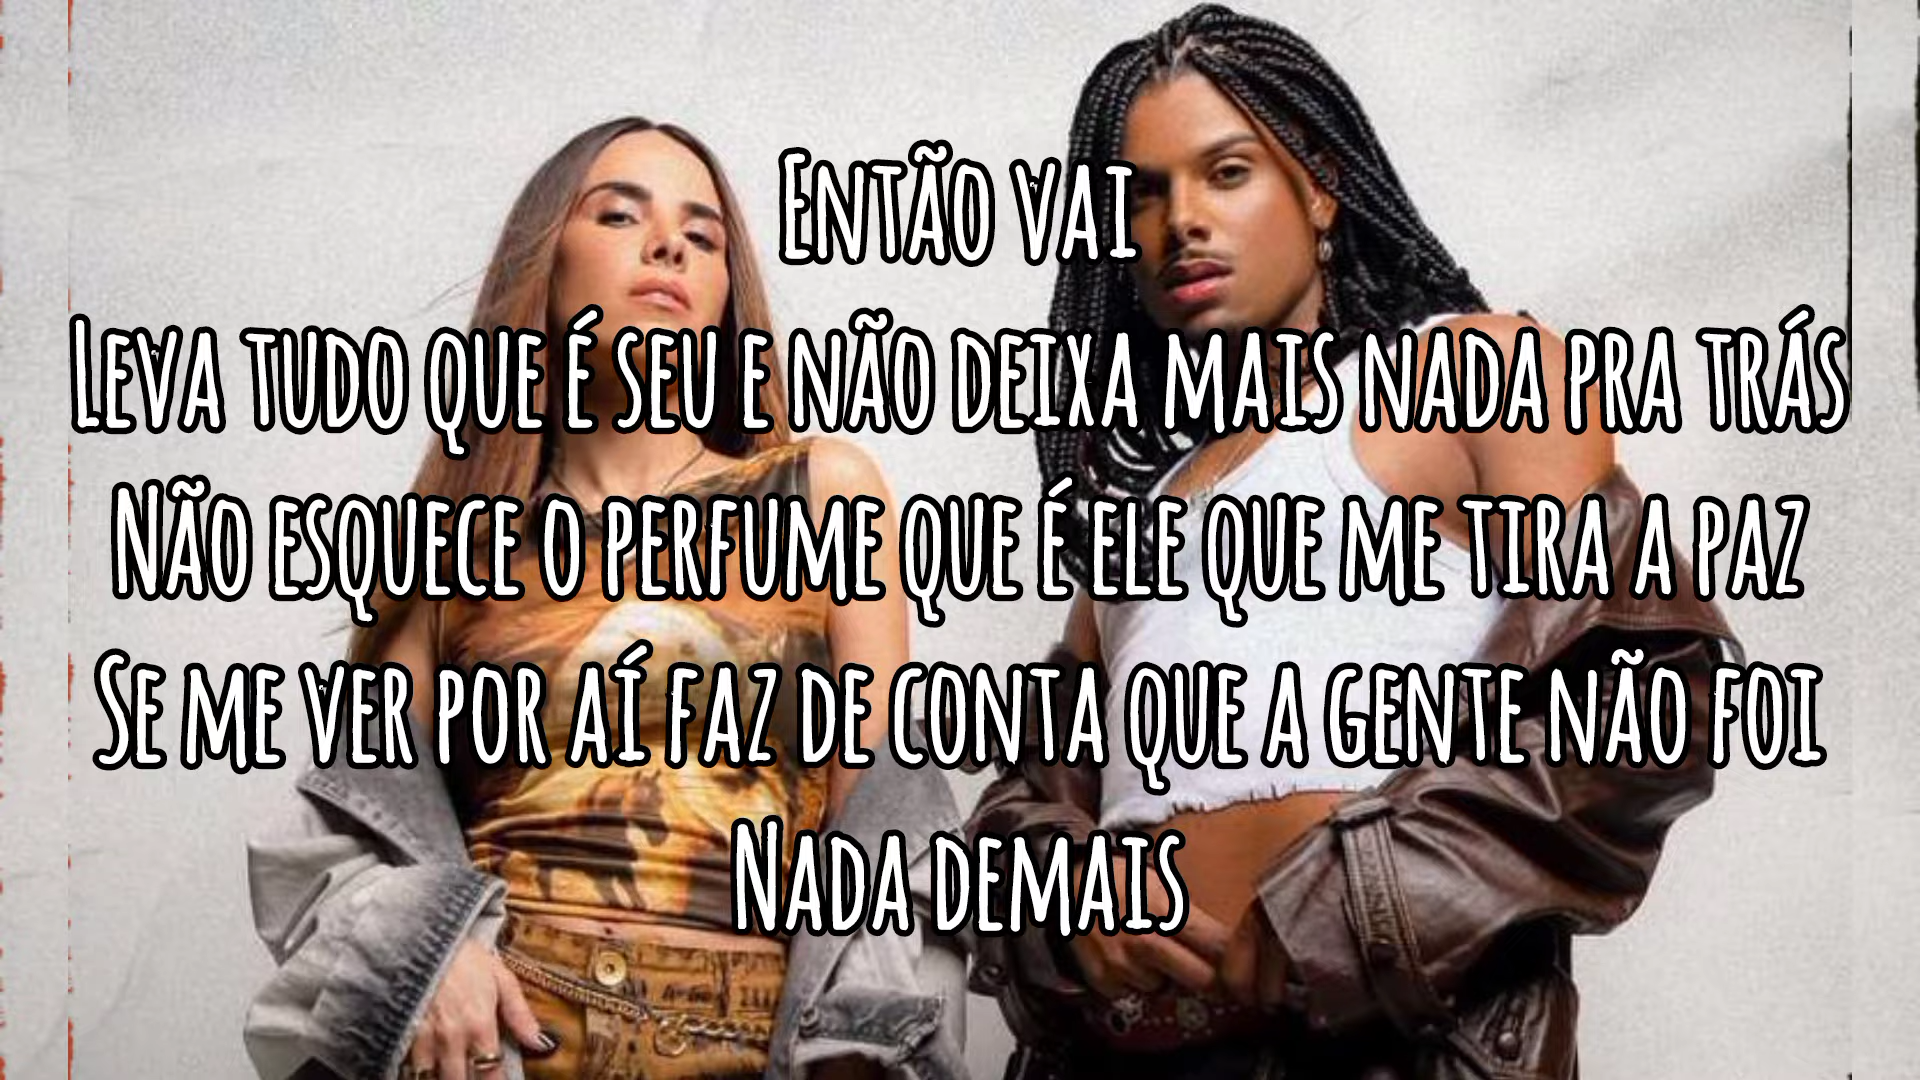 Então vai
Leva tudo que é seu e não deixa mais nada pra trás
Não esquece o perfume que é ele que me tira a paz
Se me ver por aí faz de conta que a gente não foi
Nada demais